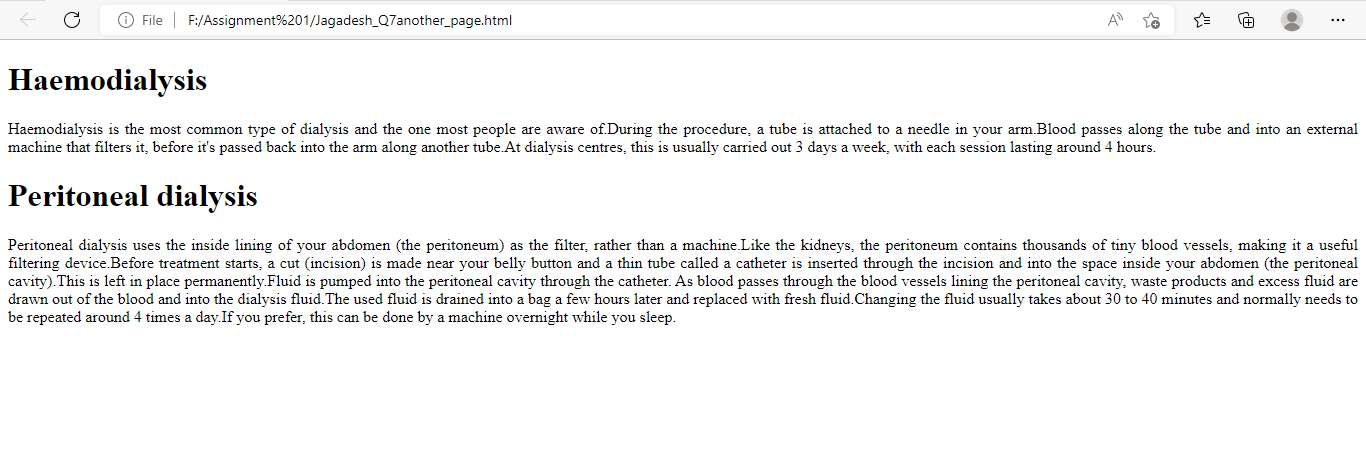 File
F:/Assignment%201/Jagadesh_Q7another_page.html
Haemodialysis
Haemodialysis is the most common type of dialysis and the one most people are aware of.During the procedure, a tube is attached to a needle in your arm.Blood passes along the tube and into an external
machine that filters it, before it's passed back into the arm along another tube.At dialysis centres, this is usually carried out 3 days a week, with each session lasting around 4 hours.
Peritoneal dialysis
Peritoneal dialysis uses the inside lining of your abdomen (the peritoneum) as the filter, rather than a machine.Like the kidneys, the peritoneum contains thousands of tiny blood vessels, making it a useful
filtering device.Before treatment starts, a cut (incision) is made near your belly button and a thin tube called a catheter is inserted through the incision and into the space inside your abdomen (the peritoneal
cavity).This is left in place permanently.Fluid is pumped into the peritoneal cavity through the catheter. As blood passes through the blood vessels lining the peritoneal cavity, waste products and excess fluid are
drawn out of the blood and into the dialysis fluid.The used fluid is drained into a bag a few hours later and replaced with fresh fluid.Changing the fluid usually takes about 30 to 40 minutes and normally needs to
be repeated around 4 times a day.If you prefer, this can be done by a machine overnight while you sleep.